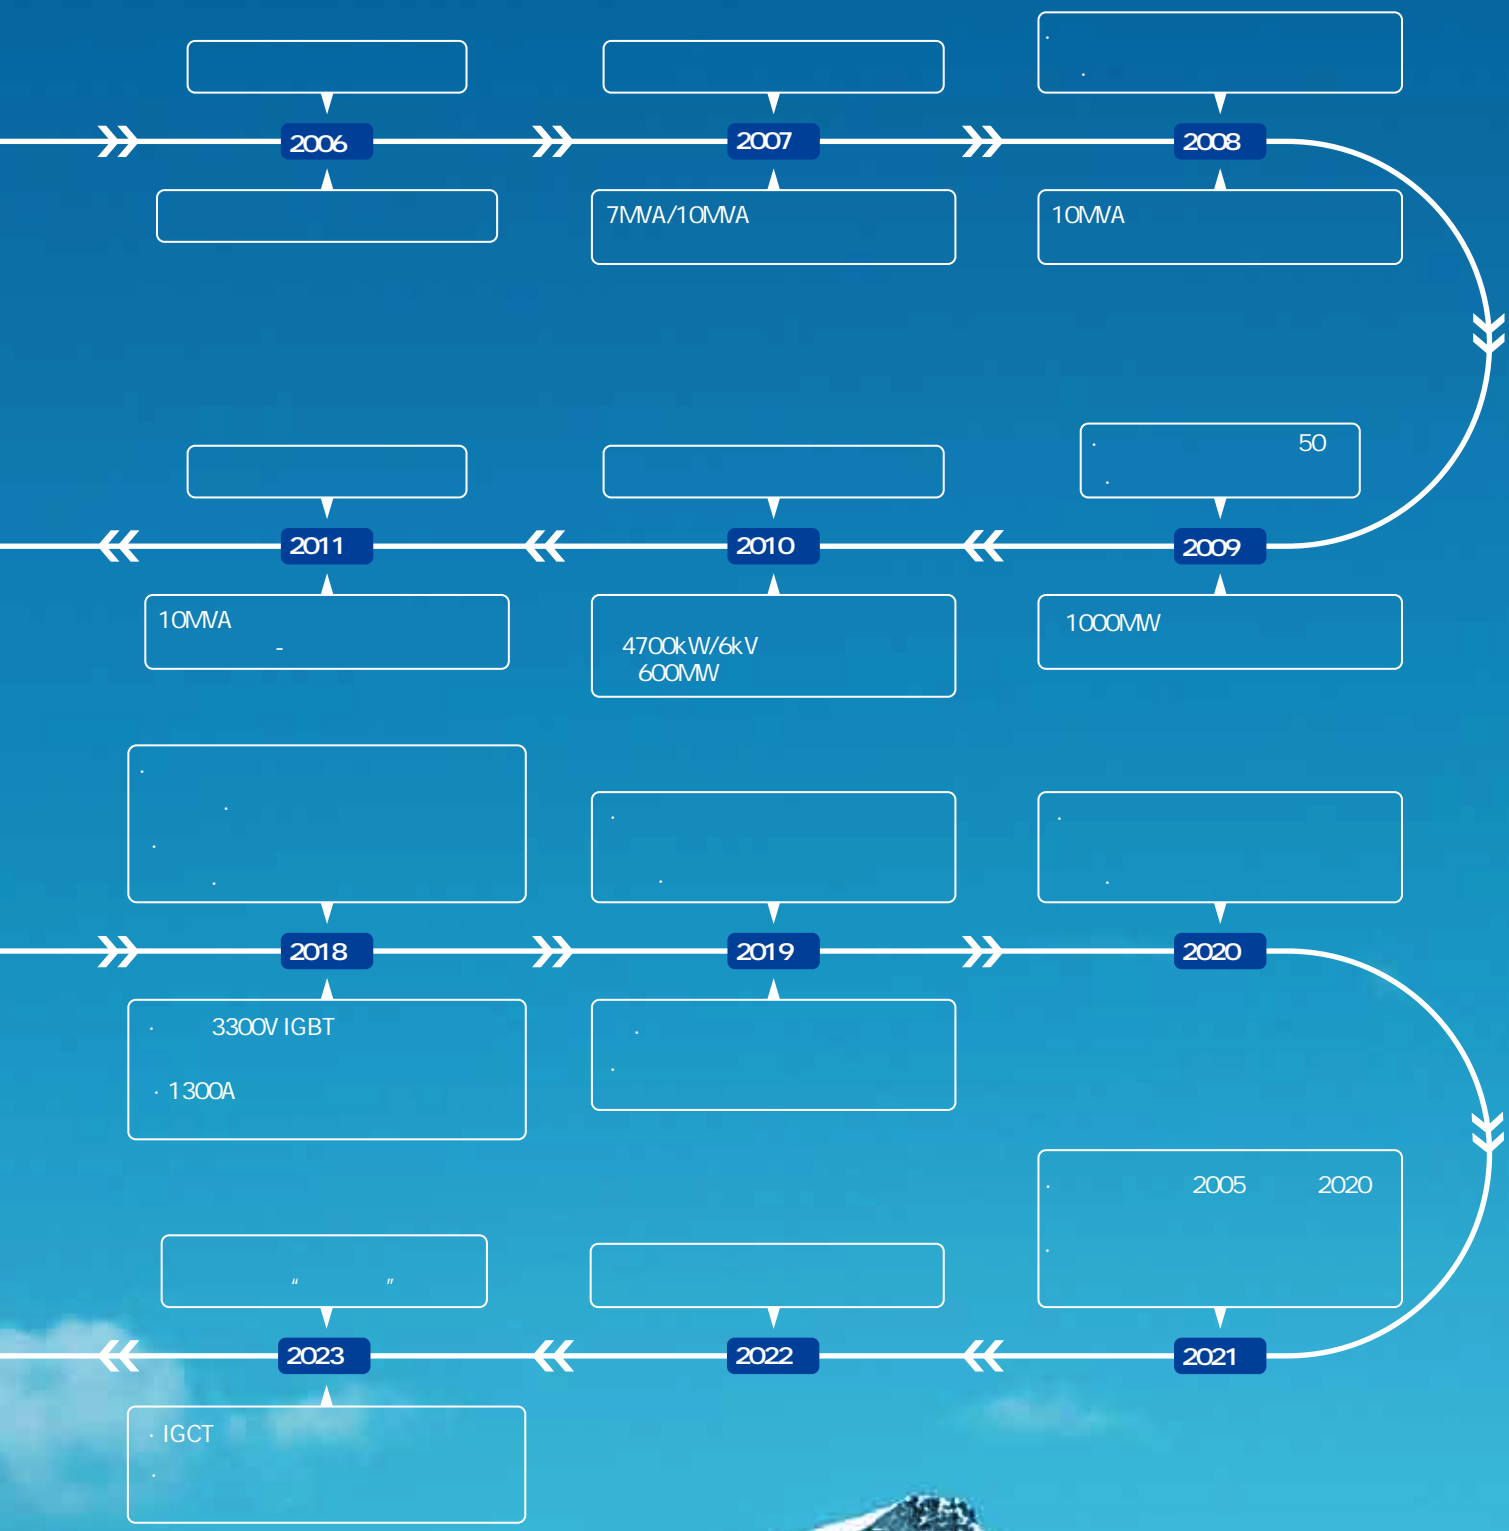 2006
2007
2008
7MVA/10MVA
10MVA
50
2011
2010
2009
10MVA
-
4700kW/6kV
600MW
1000MW
2018
2019
2020
· 3300V IGBT
· 1300A
· 2005 2020
“ ”
2023
2022
2021
· IGCT